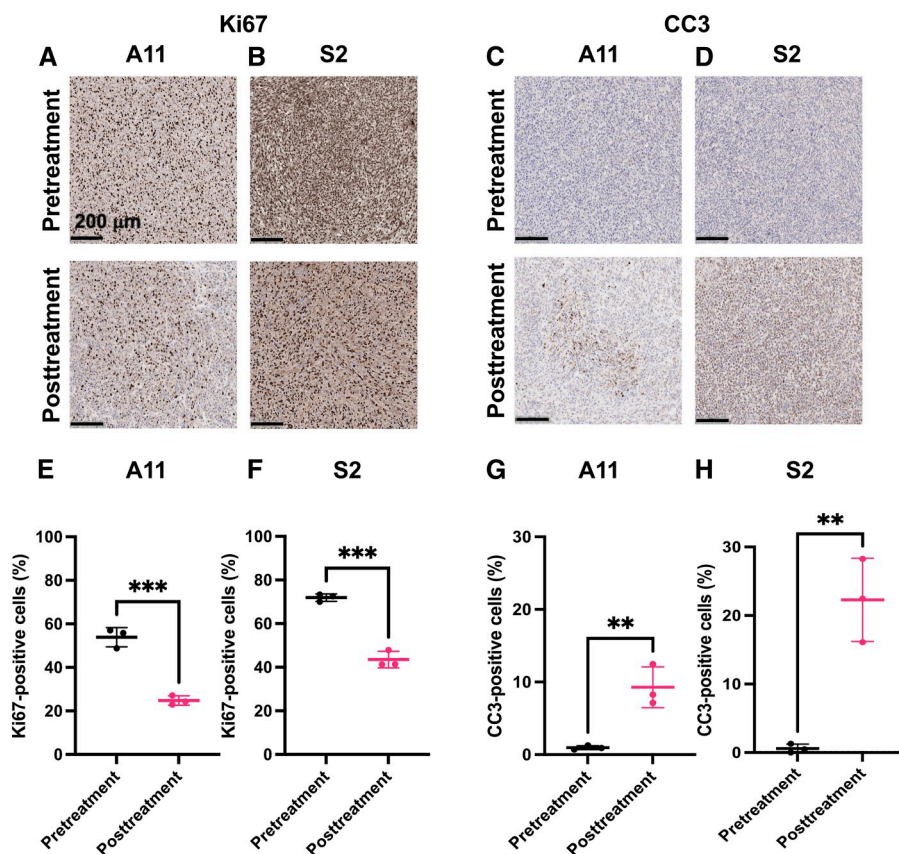 Ki67
CC3
A A11 B S2 C A11 D S2
Pretreatment
200 μm
Posttreatment
Pretreatment
Posttreatment
E A11 F S2 G A11 H S2
Ki67-positive cells (%)
100
80
60
40
20
0
***
Pretreatment
Posttreatment
Ki67-positive cells (%)
100
80
60
40
20
0
***
Pretreatment
Posttreatment
CC3-positive cells (%)
30
20
10
0
**
Pretreatment
Posttreatment
CC3-positive cells (%)
30
20
10
0
**
Pretreatment
Posttreatment